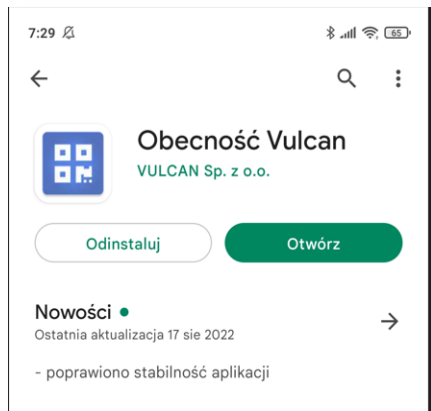 7:29
65
Obecność Vulcan
VULCAN Sp. z o.o.
Odinstaluj
Otwórz
Nowości
Ostatnia aktualizacja 17 sie 2022
- poprawiono stabilność aplikacji